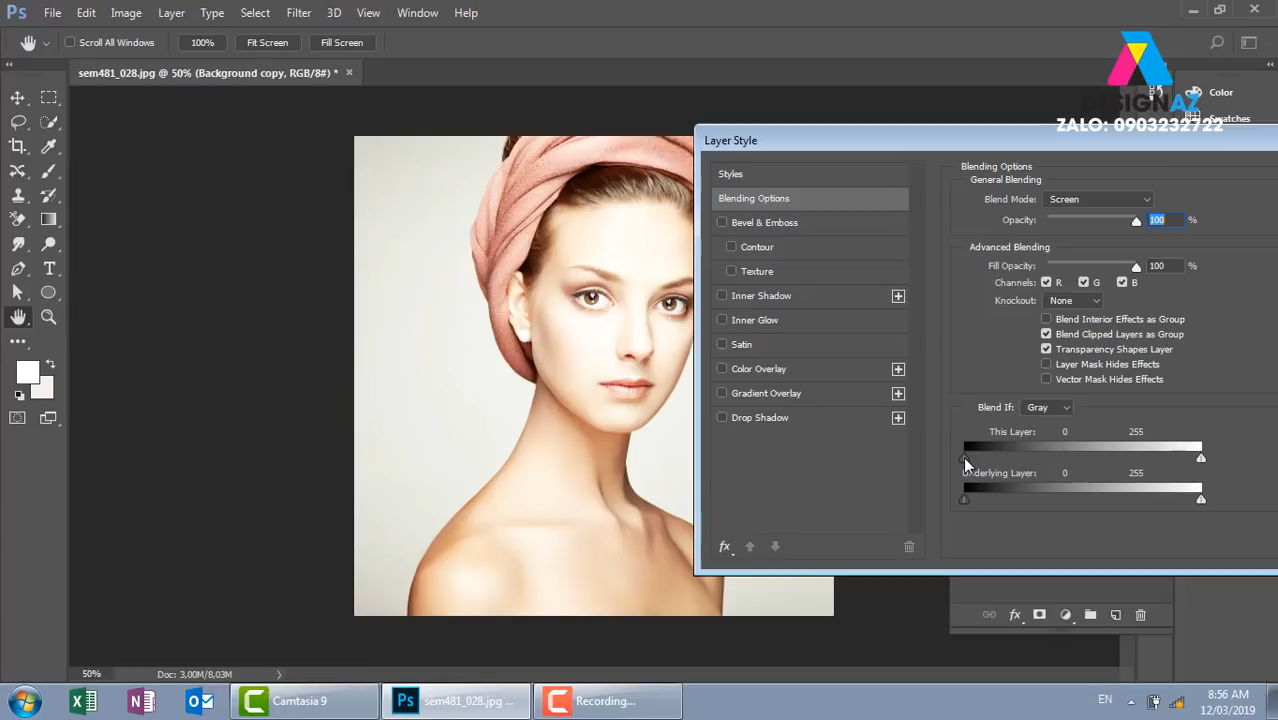 Ps File Edit Image Layer Type Select Filter 3D View Window Help
Scroll All Windows 100% Fit Screen Fill Screen
sem481_028.jpg @ 50% (Background copy, RGB/8#) * ×
Color
Swatches
DESIGNAZ
ZALO: 0903232722
Layer Style
Styles
Blending Options
Bevel & Emboss
Contour
Texture
Inner Shadow
Inner Glow
Satin
Color Overlay
Gradient Overlay
Drop Shadow
fx
Blending Options
General Blending
Blend Mode: Screen
Opacity: 100 %
Advanced Blending
Fill Opacity: 100 %
Channels: R G B
Knockout: None
Blend Interior Effects as Group
Blend Clipped Layers as Group
Transparency Shapes Layer
Layer Mask Hides Effects
Vector Mask Hides Effects
Blend If: Gray
This Layer: 0 255
Underlying Layer: 0 255
fx
50% Doc: 3,00M/8,03M
Camtasia 9
Ps sem481_028.jpg ...
Recording...
EN
8:56 AM
12/03/2019